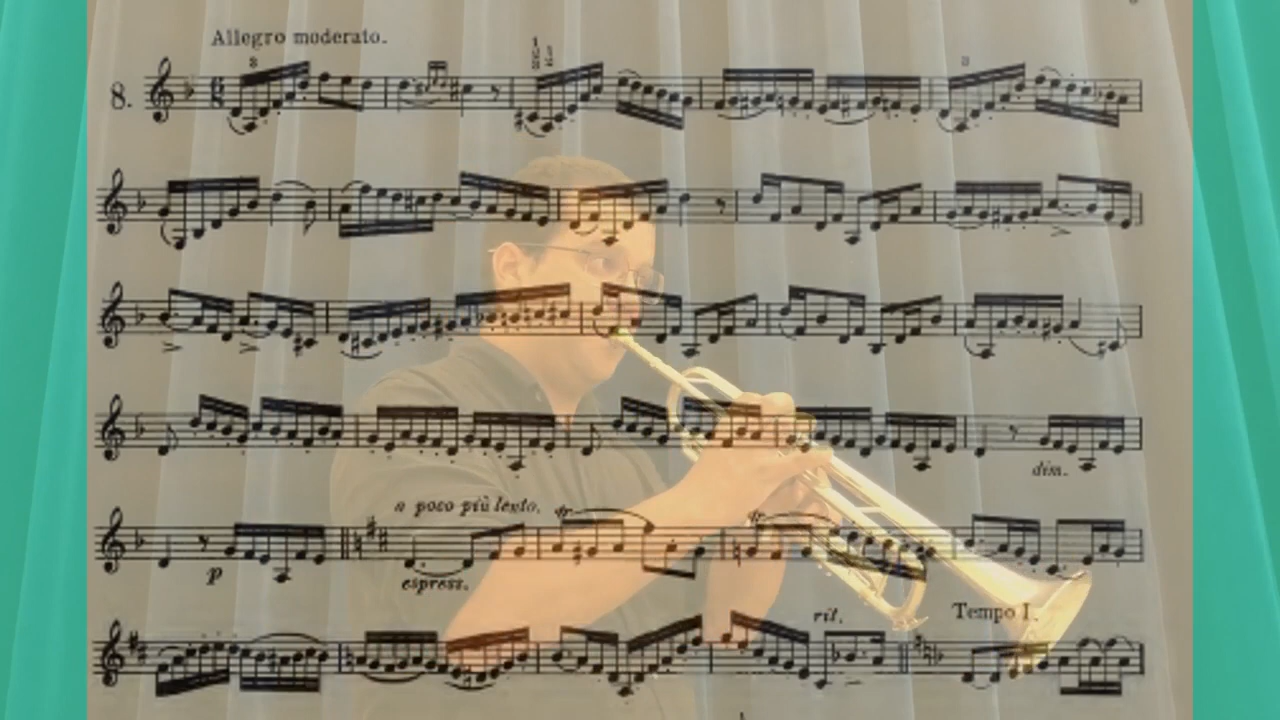 Allegro moderato.
8.
a poco più lento.
dim.
p
espress.
rit.
Tempo I.